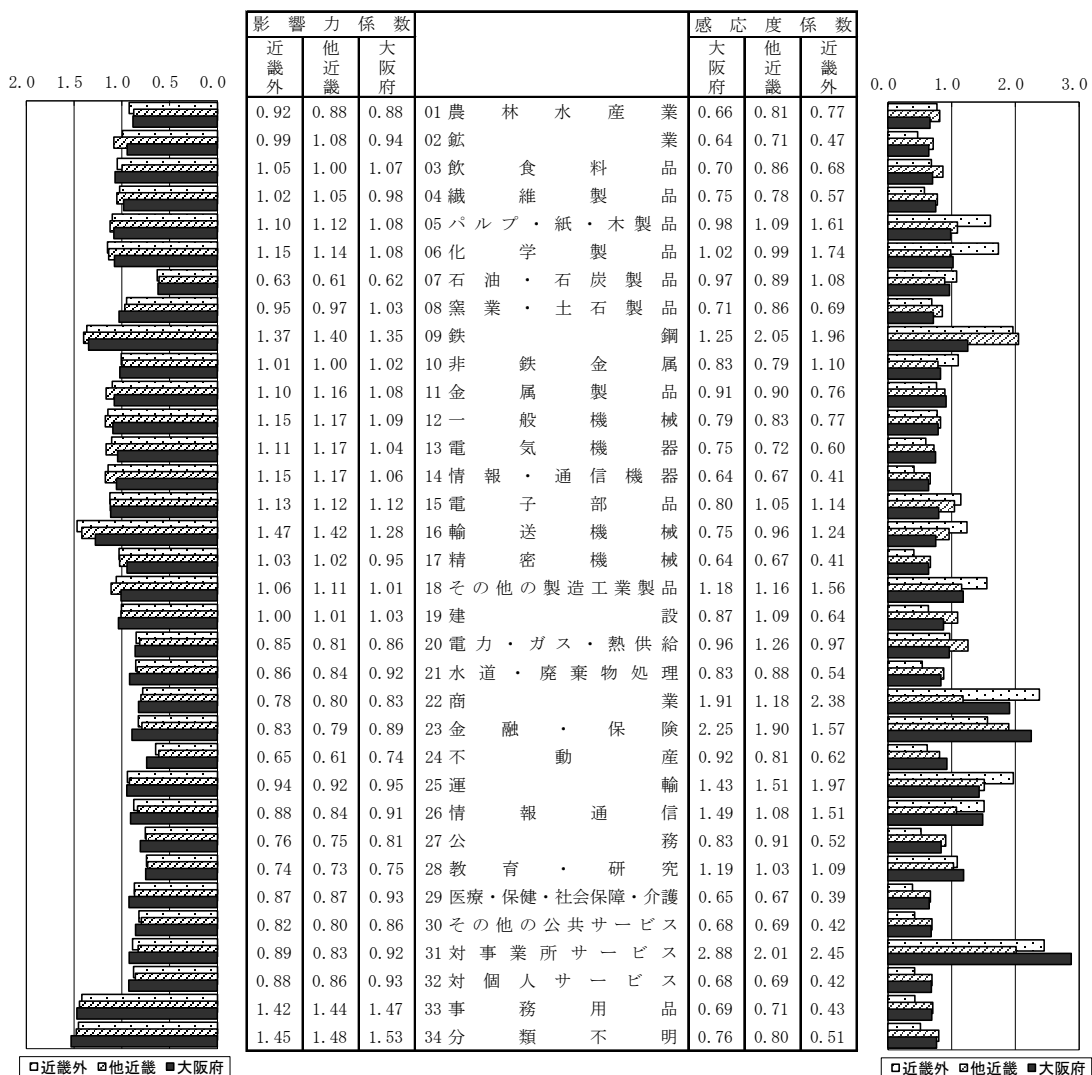 影響力係数 感応度係数
近畿外 他近畿 大阪府 大阪府 他近畿 近畿外
2.0 1.5 1.0 0.5 0.0
0.0 1.0 2.0 3.0
0.92 0.88 0.88 01 農林水産業 0.66 0.81 0.77
0.99 1.08 0.94 02 鉱業 0.64 0.71 0.47
1.05 1.00 1.07 03 飲食料品 0.70 0.86 0.68
1.02 1.05 0.98 04 繊維製品 0.75 0.78 0.57
1.10 1.12 1.08 05 パルプ・紙・木製品 0.98 1.09 1.61
1.15 1.14 1.08 06 化学製品 1.02 0.99 1.74
0.63 0.61 0.62 07 石油・石炭製品 0.97 0.89 1.08
0.95 0.97 1.03 08 窯業・土石製品 0.71 0.86 0.69
1.37 1.40 1.35 09 鉄鋼 1.25 2.05 1.96
1.01 1.00 1.02 10 非鉄金属 0.83 0.79 1.10
1.10 1.16 1.08 11 金属製品 0.91 0.90 0.76
1.15 1.17 1.09 12 一般機械 0.79 0.83 0.77
1.11 1.17 1.04 13 電気機器 0.75 0.72 0.60
1.15 1.17 1.06 14 情報・通信機器 0.64 0.67 0.41
1.13 1.12 1.12 15 電子部品 0.80 1.05 1.14
1.47 1.42 1.28 16 輸送機械 0.75 0.96 1.24
1.03 1.02 0.95 17 精密機械 0.64 0.67 0.41
1.06 1.11 1.01 18 その他の製造工業製品 1.18 1.16 1.56
1.00 1.01 1.03 19 建設 0.87 1.09 0.64
0.85 0.81 0.86 20 電力・ガス・熱供給 0.96 1.26 0.97
0.86 0.84 0.92 21 水道・廃棄物処理 0.83 0.88 0.54
0.78 0.80 0.83 22 商業 1.91 1.18 2.38
0.83 0.79 0.89 23 金融・保険 2.25 1.90 1.57
0.65 0.61 0.74 24 不動産 0.92 0.81 0.62
0.94 0.92 0.95 25 運輸 1.43 1.51 1.97
0.88 0.84 0.91 26 情報通信 1.49 1.08 1.51
0.76 0.75 0.81 27 公務 0.83 0.91 0.52
0.74 0.73 0.75 28 教育・研究 1.19 1.03 1.09
0.87 0.87 0.93 29 医療・保健・社会保障・介護 0.65 0.67 0.39
0.82 0.80 0.86 30 その他の公共サービス 0.68 0.69 0.42
0.89 0.83 0.92 31 対事業所サービス 2.88 2.01 2.45
0.88 0.86 0.93 32 対個人サービス 0.68 0.69 0.42
1.42 1.44 1.47 33 事務用品 0.69 0.71 0.43
1.45 1.48 1.53 34 分類不明 0.76 0.80 0.51
近畿外 他近畿 大阪府
近畿外 他近畿 大阪府